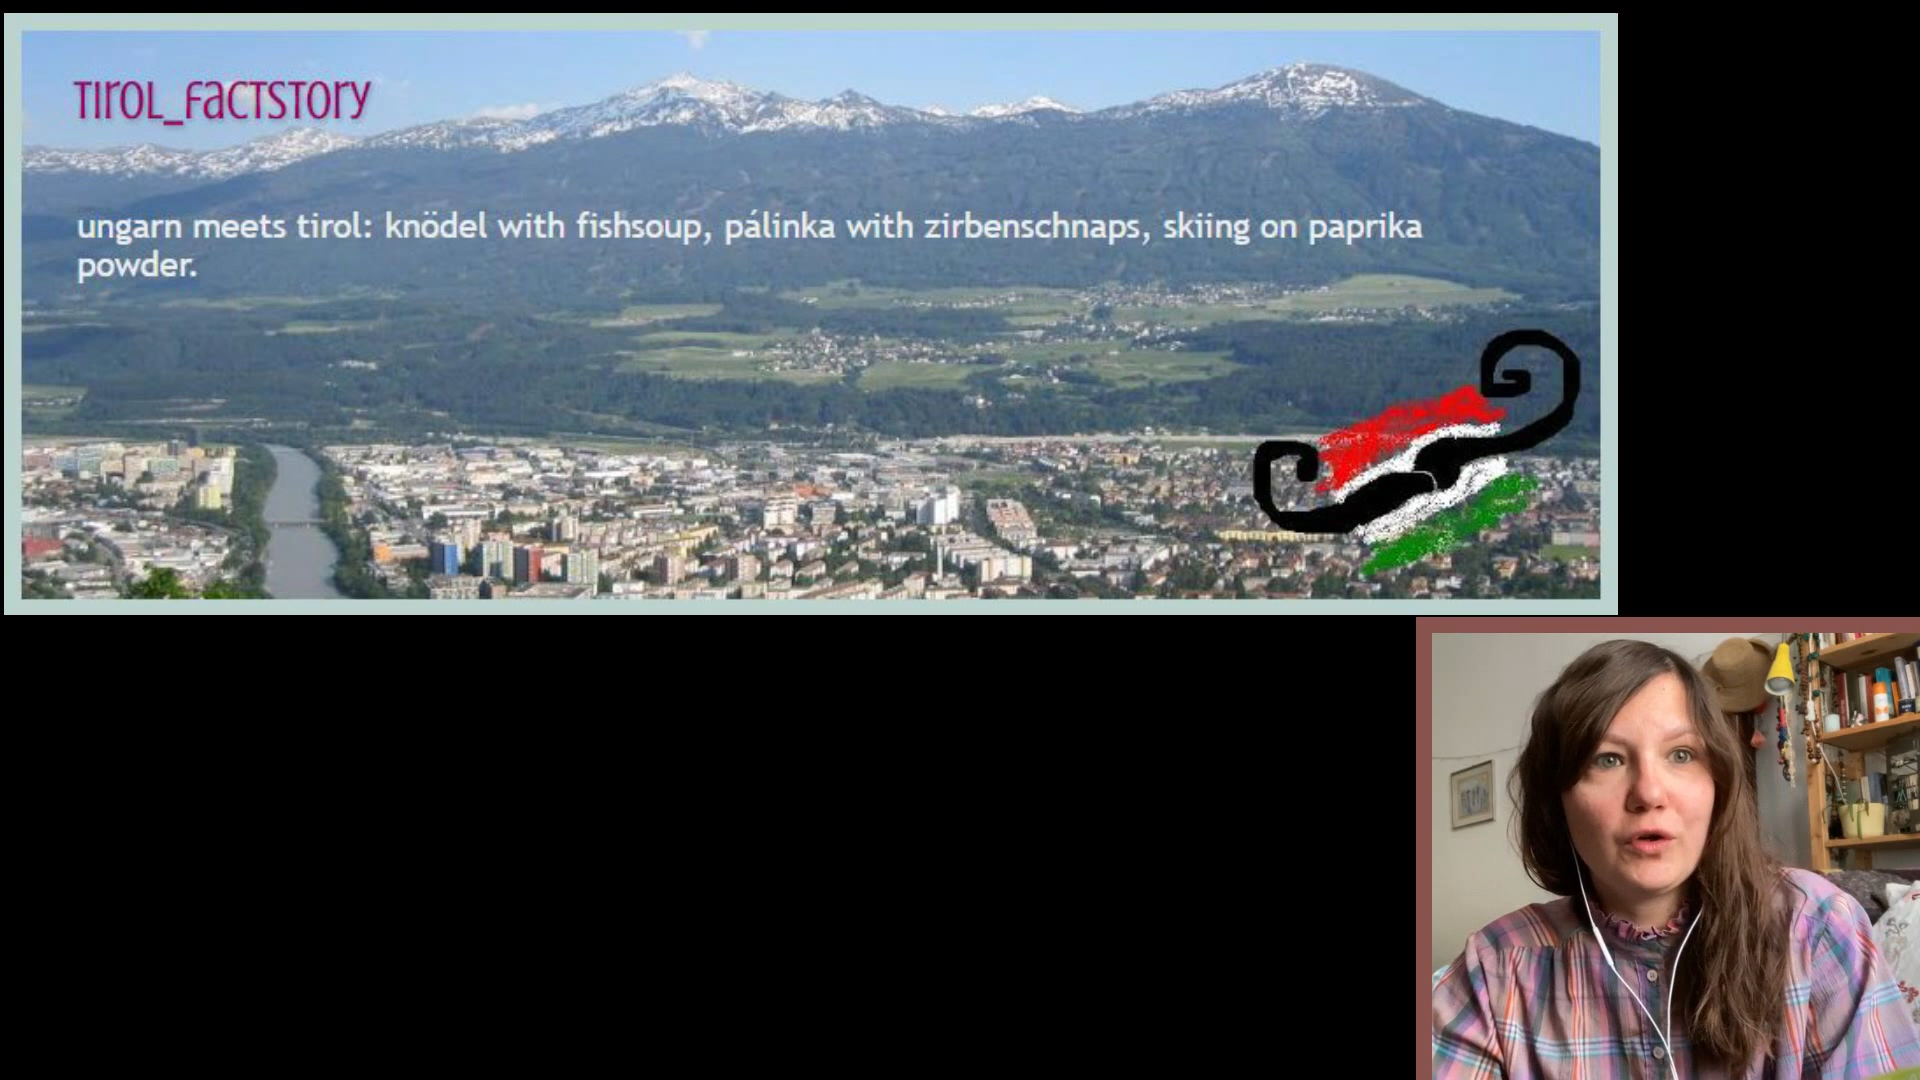 Tirol_Factstory
ungarn meets tirol: knödel with fishsoup, pálinka with zirbenschnaps, skiing on paprika
powder.